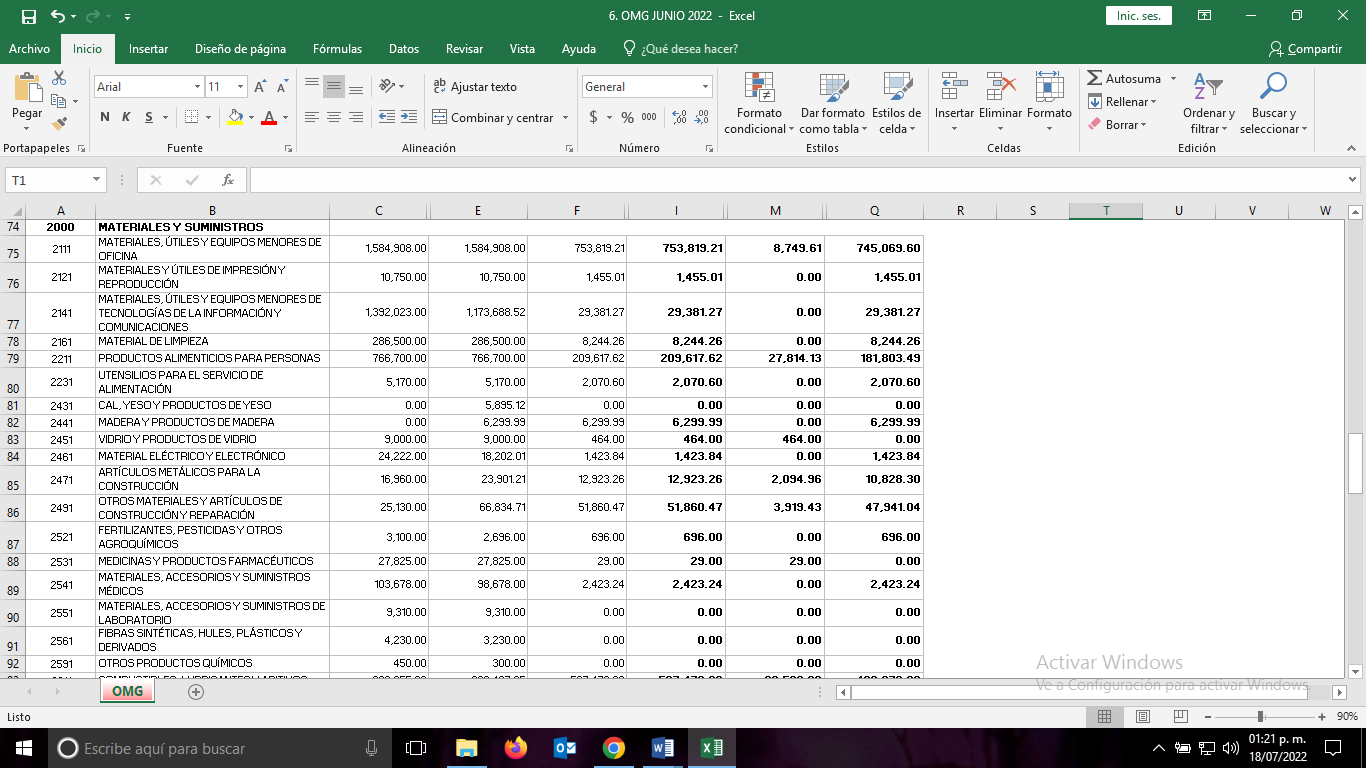 6. OMG JUNIO 2022 - Excel
Inic. ses.
Archivo Inicio Insertar Diseño de página Fórmulas Datos Revisar Vista Ayuda ¿Qué desea hacer? Compartir
Pegar
Arial 11
Ajustar texto
General
Formato condicional
Dar formato como tabla
Estilos de celda
Insertar Eliminar Formato
Autosuma
Rellenar
Borrar
Ordenar y filtrar
Buscar y seleccionar
N K S
Combinar y centrar
$ % 000
Portapapeles Fuente Alineación Número Estilos Celdas Edición
T1 fx
A B C E F I M Q R S T U V W
74 2000 MATERIALES Y SUMINISTROS
75 2111 MATERIALES, ÚTILES Y EQUIPOS MENORES DE OFICINA 1,584,908.00 1,584,908.00 753,819.21 753,819.21 8,749.61 745,069.60
76 2121 MATERIALES Y ÚTILES DE IMPRESIÓN Y REPRODUCCIÓN 10,750.00 10,750.00 1,455.01 1,455.01 0.00 1,455.01
77 2141 MATERIALES, ÚTILES Y EQUIPOS MENORES DE TECNOLOGÍAS DE LA INFORMACIÓN Y COMUNICACIONES 1,392,023.00 1,173,688.52 29,381.27 29,381.27 0.00 29,381.27
78 2161 MATERIAL DE LIMPIEZA 286,500.00 286,500.00 8,244.26 8,244.26 0.00 8,244.26
79 2211 PRODUCTOS ALIMENTICIOS PARA PERSONAS 766,700.00 766,700.00 209,617.62 209,617.62 27,814.13 181,803.49
80 2231 UTENSILIOS PARA EL SERVICIO DE ALIMENTACIÓN 5,170.00 5,170.00 2,070.60 2,070.60 0.00 2,070.60
81 2431 CAL, YESO Y PRODUCTOS DE YESO 0.00 5,895.12 0.00 0.00 0.00 0.00
82 2441 MADERA Y PRODUCTOS DE MADERA 0.00 6,299.99 6,299.99 6,299.99 0.00 6,299.99
83 2451 VIDRIO Y PRODUCTOS DE VIDRIO 9,000.00 9,000.00 464.00 464.00 464.00 0.00
84 2461 MATERIAL ELÉCTRICO Y ELECTRÓNICO 24,222.00 18,202.01 1,423.84 1,423.84 0.00 1,423.84
85 2471 ARTÍCULOS METÁLICOS PARA LA CONSTRUCCIÓN 16,960.00 23,901.21 12,923.26 12,923.26 2,094.96 10,828.30
86 2491 OTROS MATERIALES Y ARTÍCULOS DE CONSTRUCCIÓN Y REPARACIÓN 25,130.00 66,834.71 51,860.47 51,860.47 3,919.43 47,941.04
87 2521 FERTILIZANTES, PESTICIDAS Y OTROS AGROQUÍMICOS 3,100.00 2,696.00 696.00 696.00 0.00 696.00
88 2531 MEDICINAS Y PRODUCTOS FARMACÉUTICOS 27,825.00 27,825.00 29.00 29.00 29.00 0.00
89 2541 MATERIALES, ACCESORIOS Y SUMINISTROS MÉDICOS 103,678.00 98,678.00 2,423.24 2,423.24 0.00 2,423.24
90 2551 MATERIALES, ACCESORIOS Y SUMINISTROS DE LABORATORIO 9,310.00 9,310.00 0.00 0.00 0.00 0.00
91 2561 FIBRAS SINTÉTICAS, HULES, PLÁSTICOS Y DERIVADOS 4,230.00 3,230.00 0.00 0.00 0.00 0.00
92 2591 OTROS PRODUCTOS QUÍMICOS 450.00 300.00 0.00 0.00 0.00 0.00
Activar Windows
Ve a Configuración para activar Windows.
OMG
Listo 90%
Escribe aquí para buscar
01:21 p. m.
18/07/2022